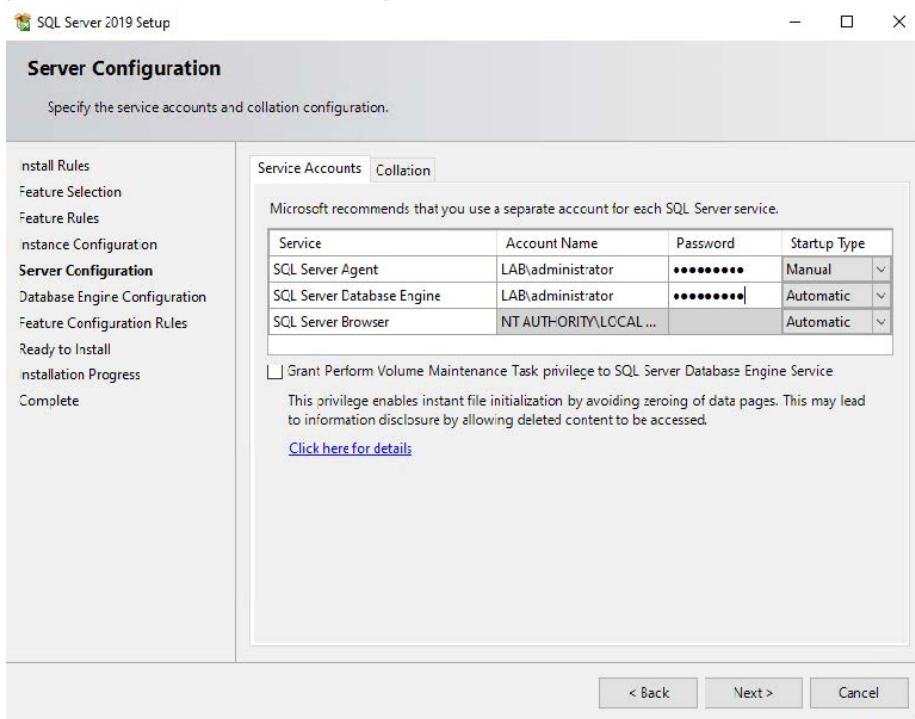 SQL Server 2019 Setup
Server Configuration
Specify the service accounts and collation configuration.
Install Rules
Feature Selection
Feature Rules
Instance Configuration
Server Configuration
Database Engine Configuration
Feature Configuration Rules
Ready to Install
Installation Progress
Complete
Service Accounts Collation
Microsoft recommends that you use a separate account for each SQL Server service.
Service Account Name Password Startup Type
SQL Server Agent LAB\administrator ●●●●●●●●● Manual
SQL Server Database Engine LAB\administrator ●●●●●●●●● Automatic
SQL Server Browser NT AUTHORITY\LOCAL ... Automatic
Grant Perform Volume Maintenance Task privilege to SQL Server Database Engine Service
This privilege enables instant file initialization by avoiding zeroing of data pages. This may lead
to information disclosure by allowing deleted content to be accessed.
Click here for details
< Back Next > Cancel